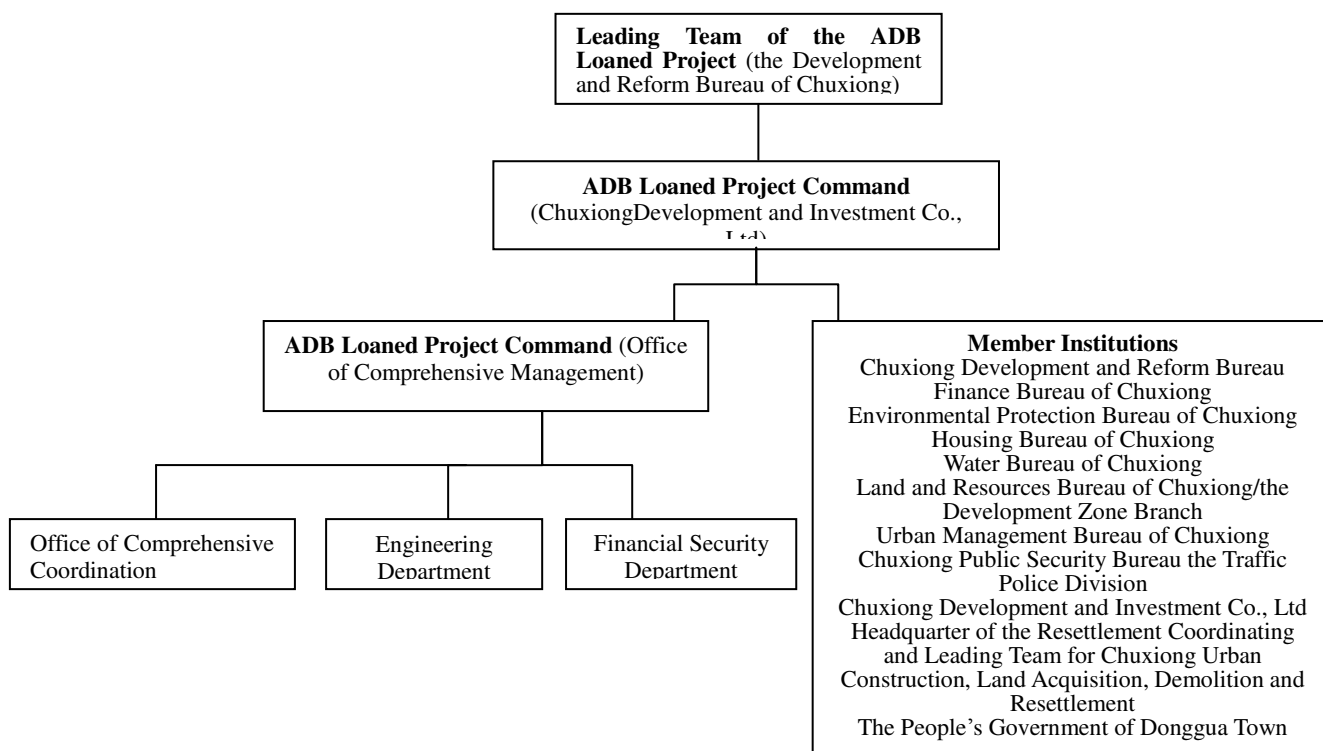 Leading Team of the ADB
Loaned Project (the Development
and Reform Bureau of Chuxiong)
ADB Loaned Project Command
(ChuxiongDevelopment and Investment Co.,
Ltd)
ADB Loaned Project Command (Office
of Comprehensive Management)
Member Institutions
Chuxiong Development and Reform Bureau
Finance Bureau of Chuxiong
Environmental Protection Bureau of Chuxiong
Housing Bureau of Chuxiong
Water Bureau of Chuxiong
Land and Resources Bureau of Chuxiong/the
Development Zone Branch
Urban Management Bureau of Chuxiong
Chuxiong Public Security Bureau the Traffic
Police Division
Chuxiong Development and Investment Co., Ltd
Headquarter of the Resettlement Coordinating
and Leading Team for Chuxiong Urban
Construction, Land Acquisition, Demolition and
Resettlement
The People's Government of Donggua Town
Office of Comprehensive
Coordination
Engineering
Department
Financial Security
Department